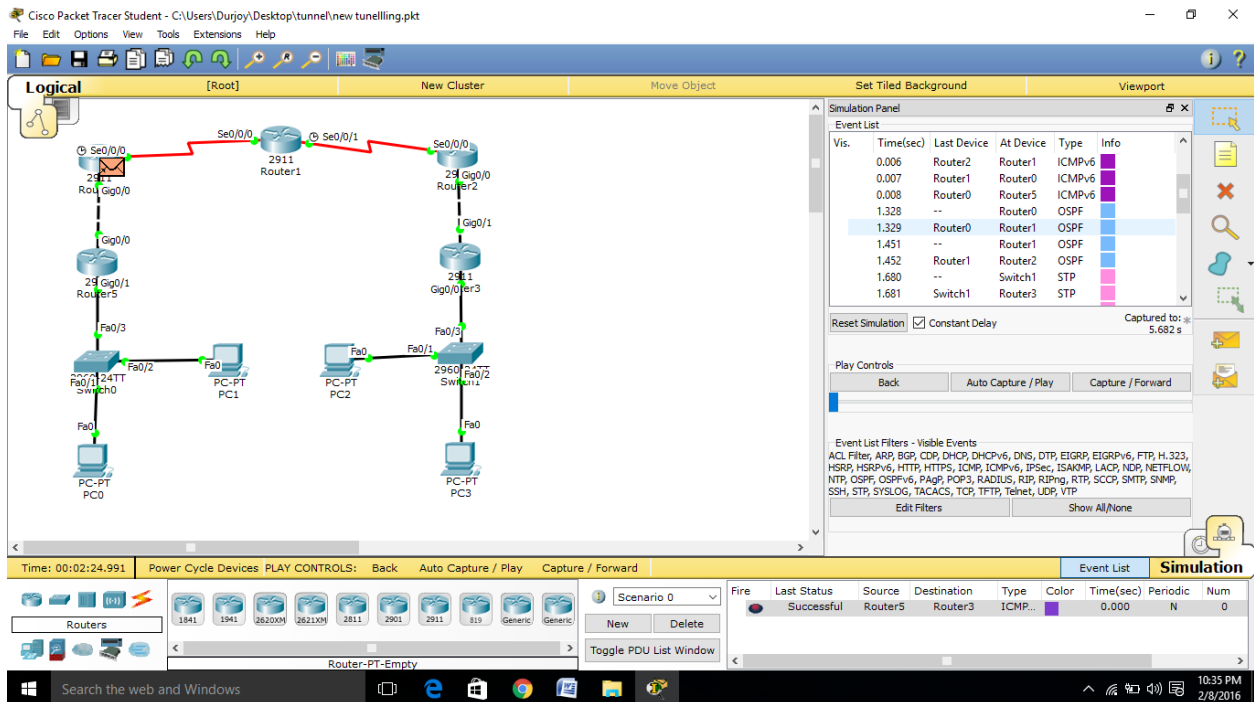 Cisco Packet Tracer Student - C:\Users\Durjoy\Desktop\tunnel\new tunellling.pkt
File Edit Options View Tools Extensions Help
Logical [Root] New Cluster Move Object Set Tiled Background Viewport
Se0/0/0
Se0/0/1
2911
Router1
Se0/0/0
2911
Gig0/0
Se0/0/0
29 Gig0/0
Router2
Gig0/0
29 Gig0/1
Router5
Gig0/1
2911
Gig0/0
Fa0/3
Fa0/2
Fa0/1
Fa0
PC-PT
PC1
Fa0
PC-PT
PC2
Fa0/1
Fa0/3
Fa0/2
Fa0
PC-PT
PC0
Fa0
PC-PT
PC3
Simulation Panel
Event List
Vis. Time(sec) Last Device At Device Type Info
0.006 Router2 Router1 ICMPv6
0.007 Router1 Router0 ICMPv6
0.008 Router0 Router5 ICMPv6
1.328 -- Router0 OSPF
1.329 Router0 Router1 OSPF
1.451 -- Router1 OSPF
1.452 Router1 Router2 OSPF
1.680 -- Switch1 STP
1.681 Switch1 Router3 STP
Reset Simulation Constant Delay Captured to: *
5.682 s
Play Controls
Back Auto Capture / Play Capture / Forward
Event List Filters - Visible Events
ACL Filter, ARP, BGP, CDP, DHCP, DHCPv6, DNS, DTP, EIGRP, EIGRPv6, FTP, H.323,
HSRP, HSRPv6, HTTP, HTTPS, ICMP, ICMPv6, IPSec, ISAKMP, LACP, NDP, NETFLOW,
NTP, OSPF, OSPFv6, PAgP, POP3, RADIUS, RIP, RIPng, RTP, SCCP, SMTP, SNMP,
SSH, STP, SYSLOG, TACACS, TCP, TFTP, Telnet, UDP, VTP
Edit Filters Show All/None
Time: 00:02:24.991 Power Cycle Devices PLAY CONTROLS: Back Auto Capture / Play Capture / Forward Event List Simulation
Routers
1841 1941 2620XM 2621XM 2811 2901 2911 819 Generic Generic
Router-PT-Empty
Scenario 0
New Delete
Toggle PDU List Window
Fire Last Status Source Destination Type Color Time(sec) Periodic Num
Successful Router5 Router3 ICMP... 0.000 N 0
Search the web and Windows
10:35 PM
2/8/2016